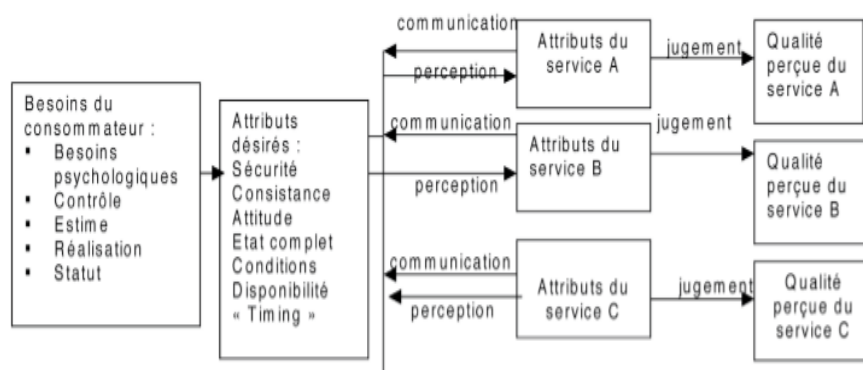 Besoins du
consommateur :
▪ Besoins
psychologiques
▪ Contrôle
▪ Estime
▪ Réalisation
▪ Statut
Attributs
désirés :
Sécurité
Consistance
Attitude
Etat complet
Conditions
Disponibilité
« Timing »
communication
perception
Attributs du
service A
jugement
Qualité
perçue du
service A
communication
perception
Attributs du
service B
jugement
Qualité
perçue du
service B
communication
perception
Attributs du
service C
jugement
Qualité
perçue du
service C